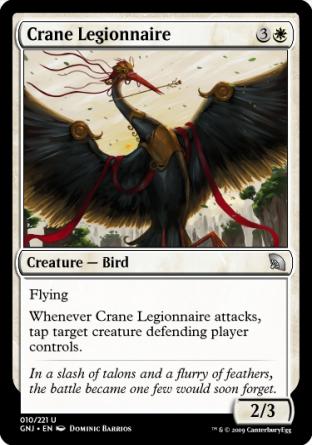 Crane Legionnaire 3
Creature — Bird
Flying
Whenever Crane Legionnaire attacks,
tap target creature defending player
controls.
In a slash of talons and a flurry of feathers,
the battle became one few would soon forget.
2/3
010/221 U
GNJ • EN DOMINIC BARRIOS
™ & © 2009 CanterburyEgg